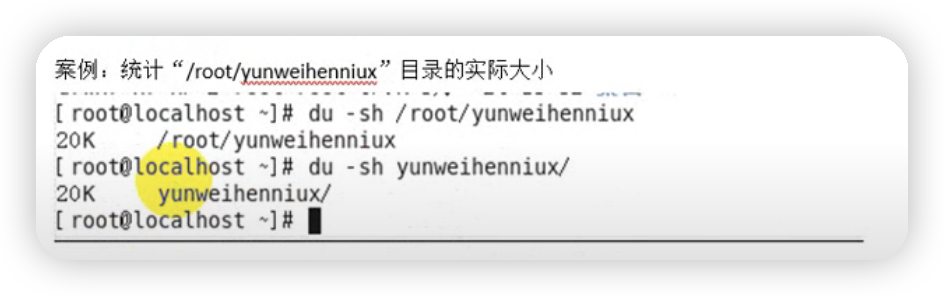 案例：统计“/root/yunweihenniux”目录的实际大小
[root@localhost ~]# du -sh /root/yunweihenniux
20K /root/yunweihenniux
[root@localhost ~]# du -sh yunweihenniux/
20K yunweihenniux/
[root@localhost ~]#